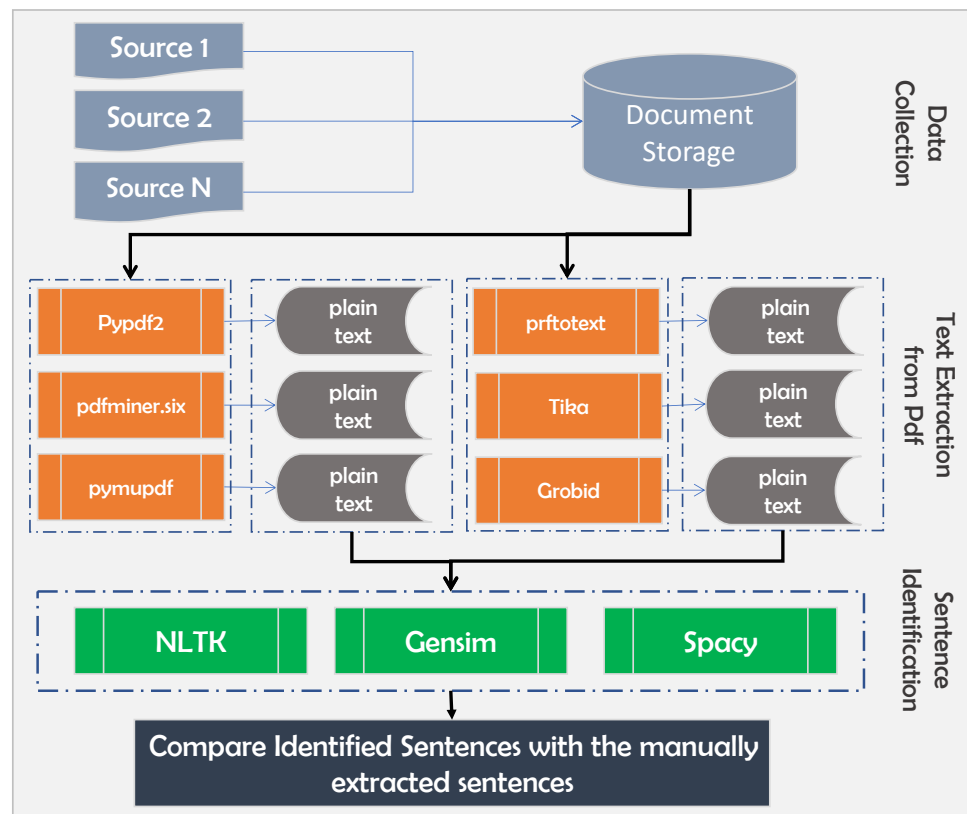 Source 1
Source 2
Source N
Document
Storage
Data
Collection
Pypdf2
plain
text
prftotext
plain
text
pdfminer.six
plain
text
Tika
plain
text
pymupdf
plain
text
Grobid
plain
text
Text Extraction
from Pdf
NLTK
Gensim
Spacy
Sentence
Identification
Compare Identified Sentences with the manually
extracted sentences